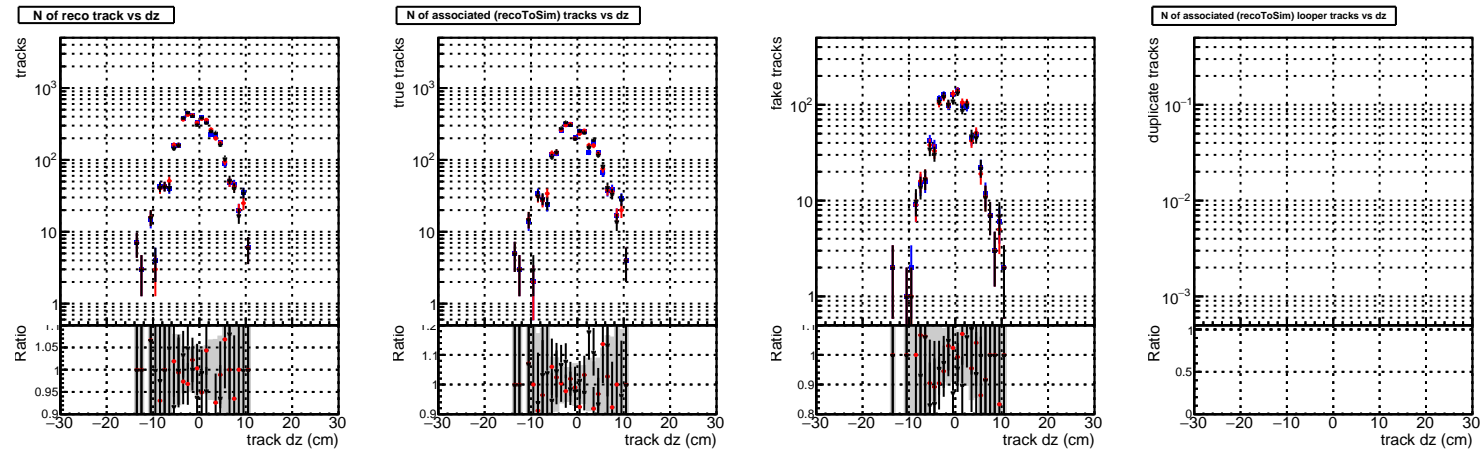 N of reco track vs dz
tracks
10³
10²
10
1
Ratio
1.1
1.05
1
0.95
0.9
−30 −20 −10 0 10 20 30
track dz (cm)
N of associated (recoToSim) tracks vs dz
true tracks
10³
10²
10
1
Ratio
1.2
1.1
1
0.9
−30 −20 −10 0 10 20 30
track dz (cm)
fake tracks
10²
10
1
Ratio
1
0.9
0.8
−30 −20 −10 0 10 20 30
track dz (cm)
N of associated (recoToSim) looper tracks vs dz
duplicate tracks
10⁻¹
10⁻²
10⁻³
Ratio
1
0.5
0
−30 −20 −10 0 10 20 30
track dz (cm)